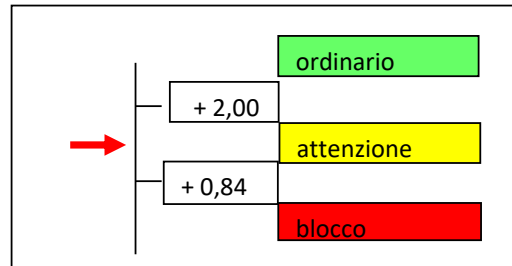 ordinario
+ 2,00
attenzione
+ 0,84
blocco